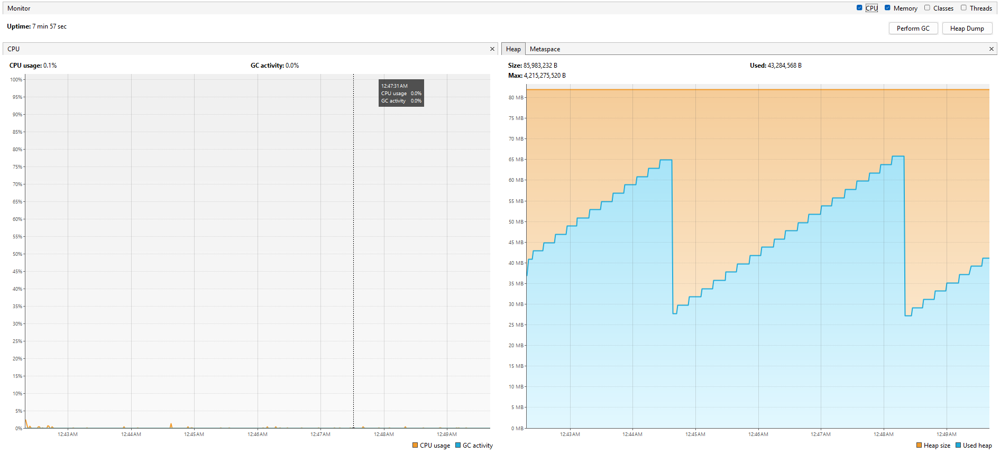 Monitor
CPU Memory Classes Threads
Uptime: 7 min 57 sec
Perform GC Heap Dump
CPU
CPU usage: 0.1% GC activity: 0.0%
100%
95%
90%
85%
80%
75%
70%
65%
60%
55%
50%
45%
40%
35%
30%
25%
20%
15%
10%
5%
0%
12:47:31 AM
CPU usage 0.0%
GC activity 0.0%
12:43 AM 12:44 AM 12:45 AM 12:46 AM 12:47 AM 12:48 AM 12:49 AM
CPU usage GC activity
Heap Metaspace
Size: 85,983,232 B Used: 43,284,568 B
Max: 4,215,275,520 B
80 MB
75 MB
70 MB
65 MB
60 MB
55 MB
50 MB
45 MB
40 MB
35 MB
30 MB
25 MB
20 MB
15 MB
10 MB
5 MB
0 MB
12:43 AM 12:44 AM 12:45 AM 12:46 AM 12:47 AM 12:48 AM 12:49 AM
Heap size Used heap